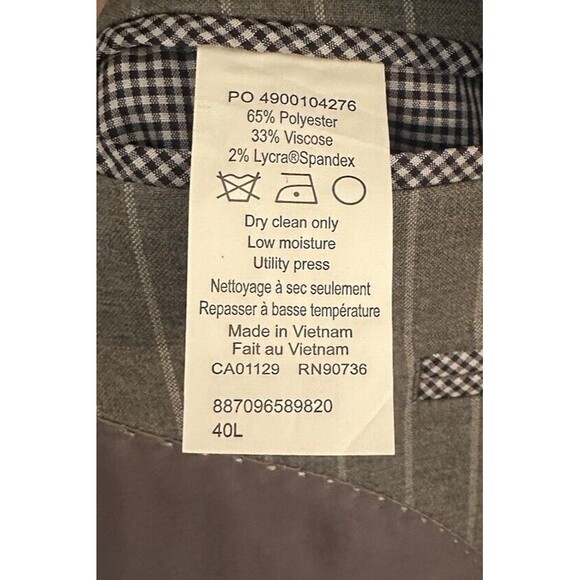 PO 4900104276
65% Polyester
33% Viscose
2% Lycra®Spandex
Dry clean only
Low moisture
Utility press
Nettoyage à sec seulement
Repasser à basse température
Made in Vietnam
Fait au Vietnam
CA01129 RN90736
887096589820
40L